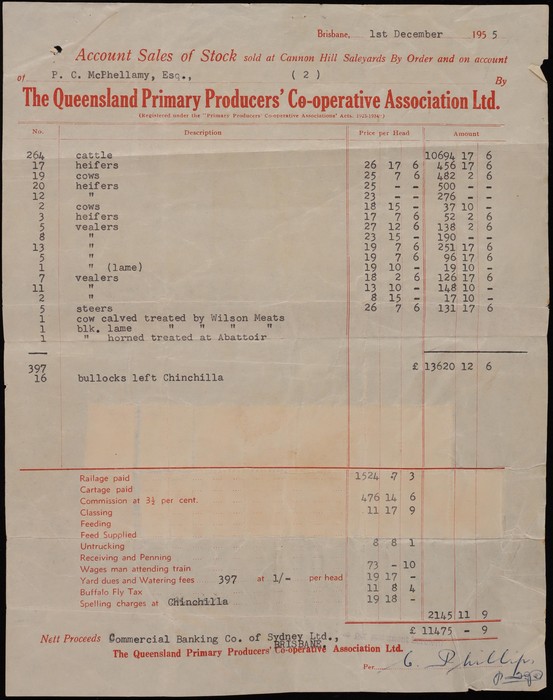 Brisbane, 1st December 1955
Account Sales of Stock sold at Cannon Hill Saleyards By Order and on account
of P. C. McPhellamy, Esq., ( 2 ) By
The Queensland Primary Producers' Co-operative Association Ltd.
(Registered under the "Primary Producers' Co-operative Associations' Acts,
No. Description Price per Head Amount
264 cattle 10694 17 6
17 heifers 26 17 6 456 17 6
19 cows 25 7 6 482 2 6
20 heifers 25 - - 500 - -
12 " 23 - - 276 - -
2 cows 18 15 - 37 10 -
3 heifers 17 7 6 52 2 6
5 vealers 27 12 6 138 2 6
8 " 23 15 - 190 - -
13 " 19 7 6 251 17 6
5 " 19 7 6 96 17 6
1 " (lame) 19 10 - 19 10 -
7 vealers 18 2 6 126 17 6
11 " 13 10 - 148 10 -
2 " 8 15 - 17 10 -
5 steers 26 7 6 131 17 6
1 cow calved treated by Wilson Meats
1 blk. lame " " " "
1 " horned treated at Abattoir
397 £ 13620 12 6
16 bullocks left Chinchilla
Railage paid 1524 7 3
Cartage paid
Commission at 3½ per cent. 476 14 6
Classing 11 17 9
Feeding
Feed Supplied
Untrucking 8 8 1
Receiving and Penning
Wages man attending train 73 - 10
Yard dues and Watering fees 397 at 1/- per head 19 17 -
Buffalo Fly Tax 11 8 4
Spelling charges at Chinchilla 19 18 -
2145 11 9
£ 11475 - 9
Nett Proceeds Commercial Banking Co. of Sydney Ltd.,
BRISBANE
The Queensland Primary Producers' Co-operative Association Ltd.
Per C. Phillips